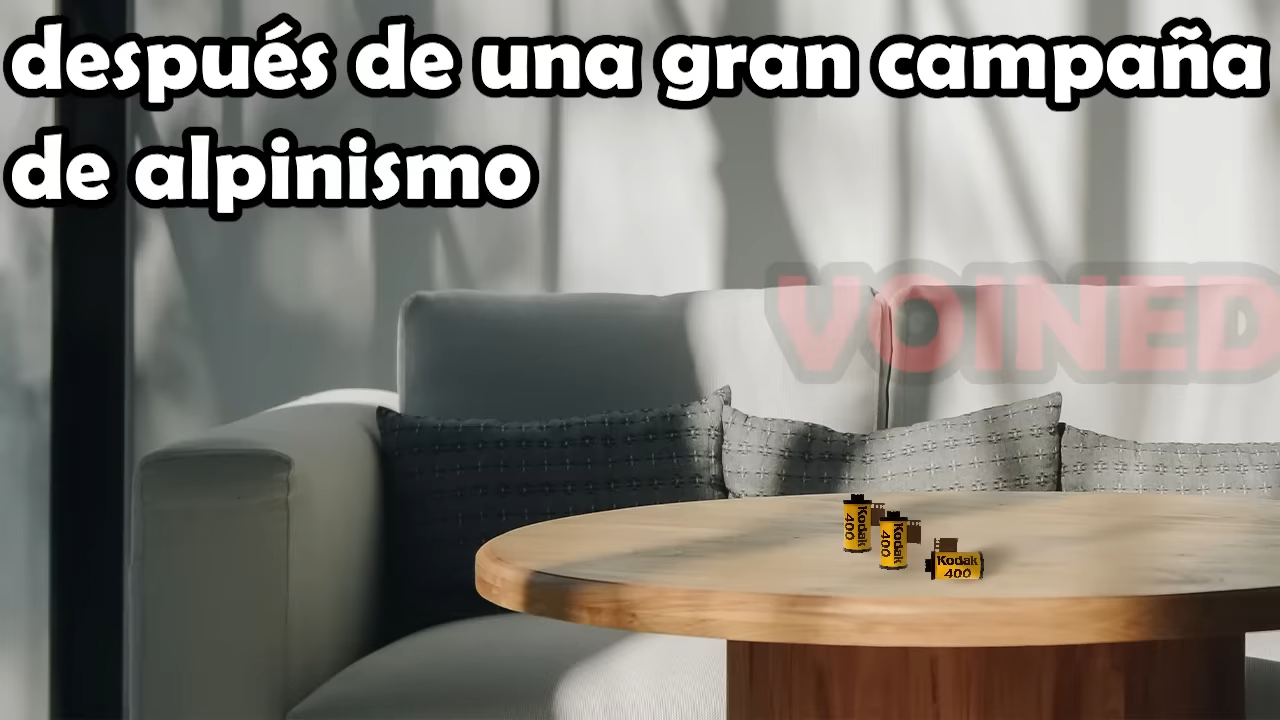 después de una gran campaña
de alpinismo
VOINED
Kodak
400
Kodak
400
Kodak
400